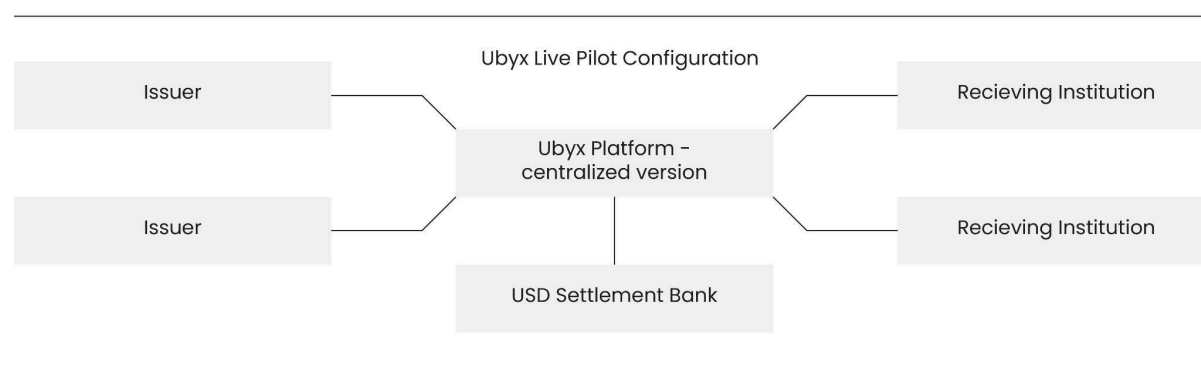 Ubyx Live Pilot Configuration
Issuer
Recieving Institution
Ubyx Platform -
centralized version
Issuer
Recieving Institution
USD Settlement Bank